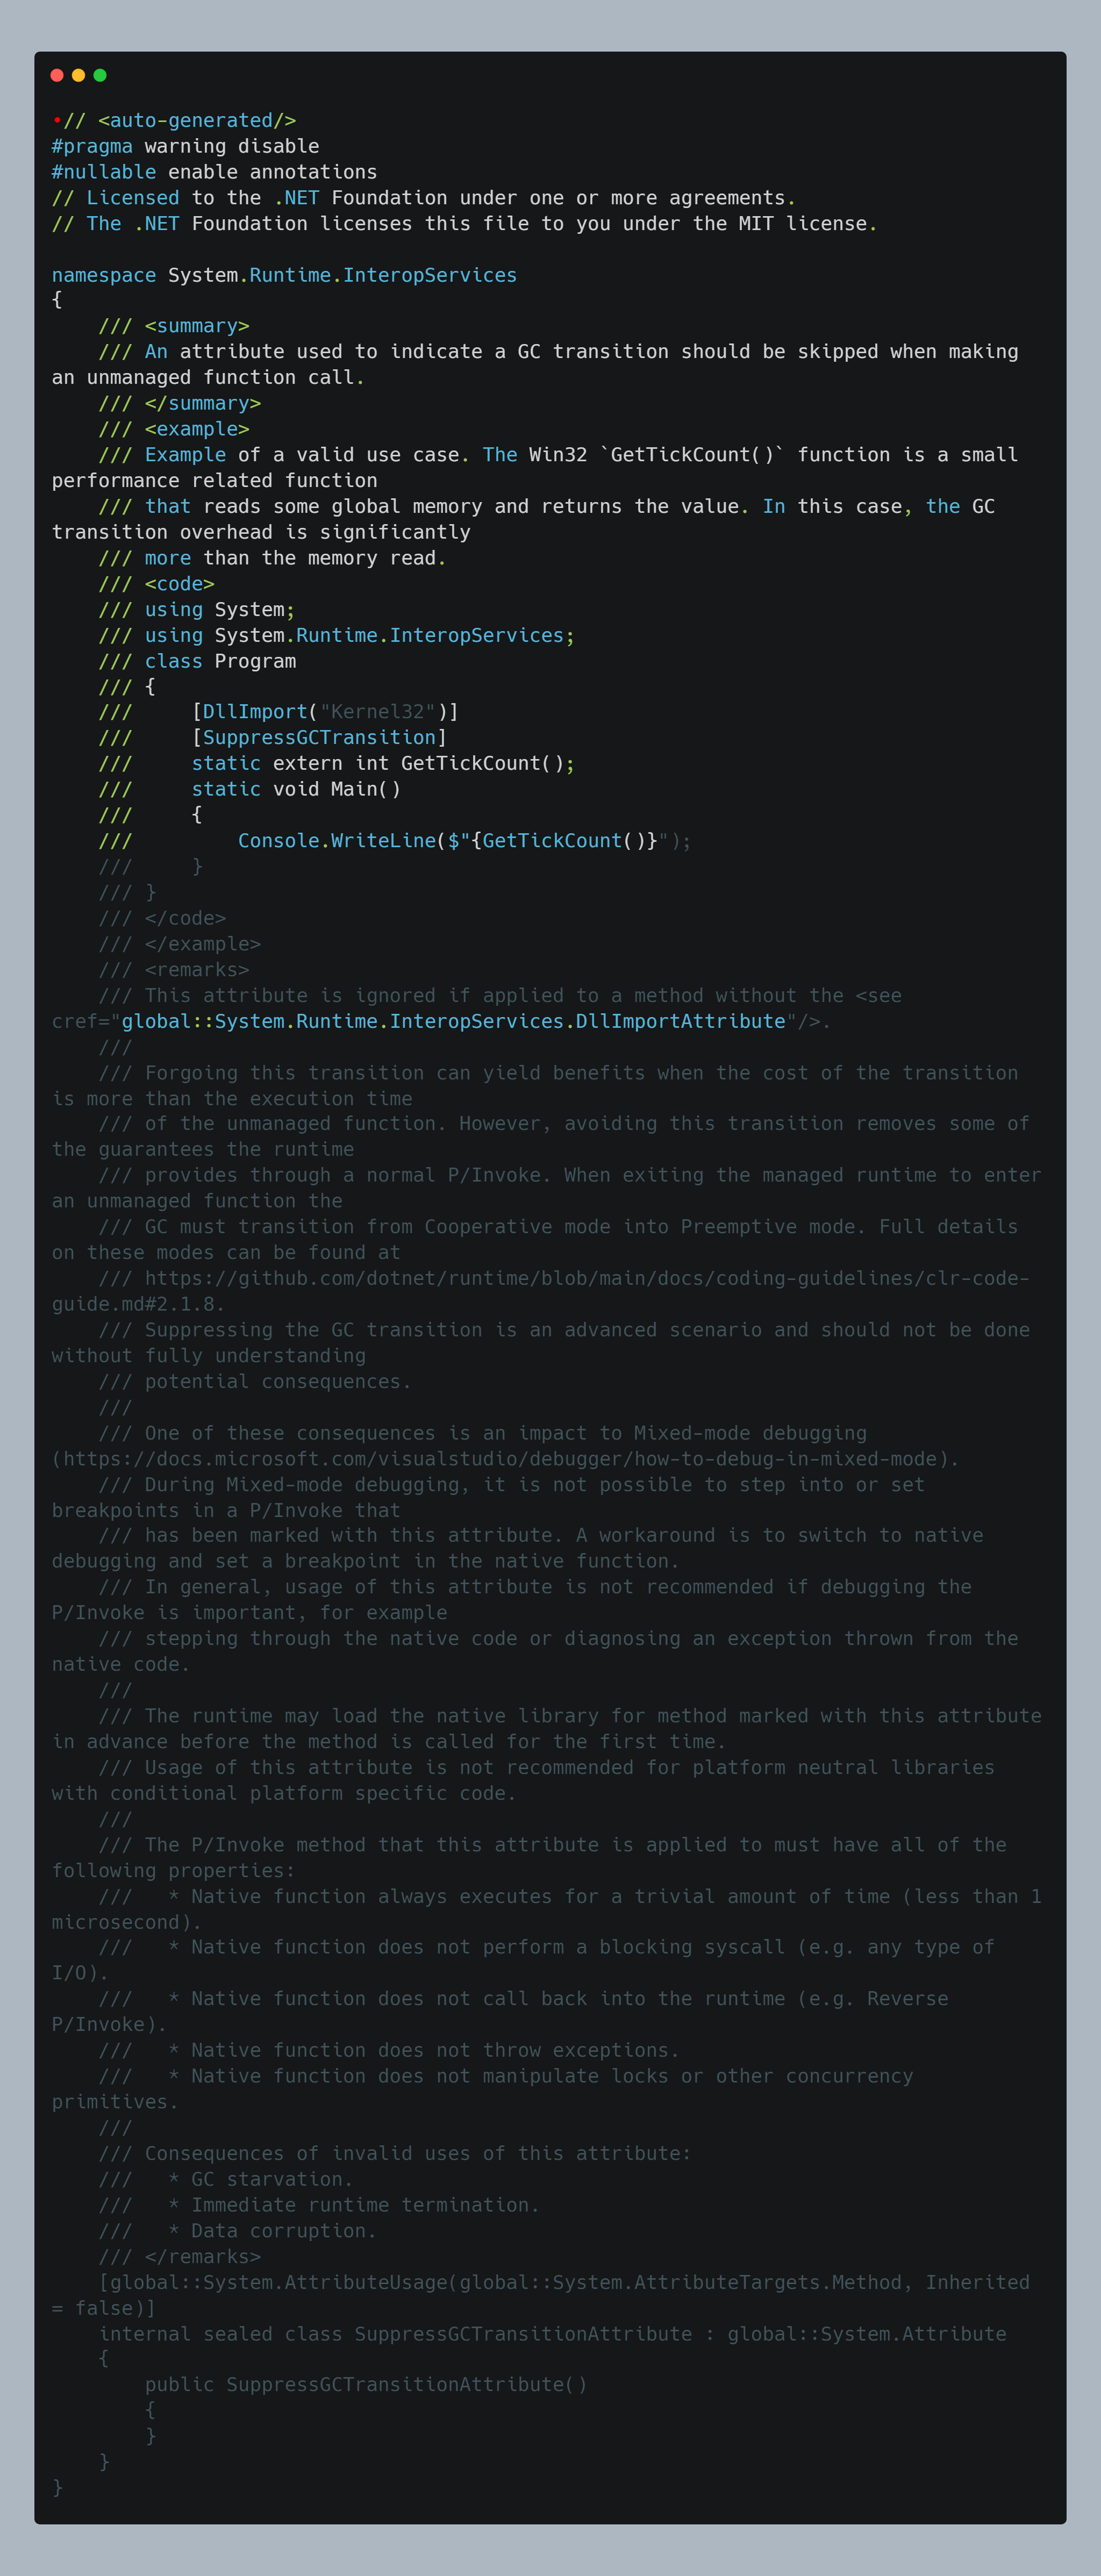 •// <auto-generated/>
#pragma warning disable
#nullable enable annotations
// Licensed to the .NET Foundation under one or more agreements.
// The .NET Foundation licenses this file to you under the MIT license.

namespace System.Runtime.InteropServices
{
    /// <summary>
    /// An attribute used to indicate a GC transition should be skipped when making
an unmanaged function call.
    /// </summary>
    /// <example>
    /// Example of a valid use case. The Win32 `GetTickCount()` function is a small
performance related function
    /// that reads some global memory and returns the value. In this case, the GC
transition overhead is significantly
    /// more than the memory read.
    /// <code>
    /// using System;
    /// using System.Runtime.InteropServices;
    /// class Program
    /// {
    ///     [DllImport("Kernel32")]
    ///     [SuppressGCTransition]
    ///     static extern int GetTickCount();
    ///     static void Main()
    ///     {
    ///         Console.WriteLine($"{GetTickCount()}");
    ///     }
    /// }
    /// </code>
    /// </example>
    /// <remarks>
    /// This attribute is ignored if applied to a method without the <see
cref="global::System.Runtime.InteropServices.DllImportAttribute"/>.
    ///
    /// Forgoing this transition can yield benefits when the cost of the transition
is more than the execution time
    /// of the unmanaged function. However, avoiding this transition removes some of
the guarantees the runtime
    /// provides through a normal P/Invoke. When exiting the managed runtime to enter
an unmanaged function the
    /// GC must transition from Cooperative mode into Preemptive mode. Full details
on these modes can be found at
    /// https://github.com/dotnet/runtime/blob/main/docs/coding-guidelines/clr-code-
guide.md#2.1.8.
    /// Suppressing the GC transition is an advanced scenario and should not be done
without fully understanding
    /// potential consequences.
    ///
    /// One of these consequences is an impact to Mixed-mode debugging
(https://docs.microsoft.com/visualstudio/debugger/how-to-debug-in-mixed-mode).
    /// During Mixed-mode debugging, it is not possible to step into or set
breakpoints in a P/Invoke that
    /// has been marked with this attribute. A workaround is to switch to native
debugging and set a breakpoint in the native function.
    /// In general, usage of this attribute is not recommended if debugging the
P/Invoke is important, for example
    /// stepping through the native code or diagnosing an exception thrown from the
native code.
    ///
    /// The runtime may load the native library for method marked with this attribute
in advance before the method is called for the first time.
    /// Usage of this attribute is not recommended for platform neutral libraries
with conditional platform specific code.
    ///
    /// The P/Invoke method that this attribute is applied to must have all of the
following properties:
    ///   * Native function always executes for a trivial amount of time (less than 1
microsecond).
    ///   * Native function does not perform a blocking syscall (e.g. any type of
I/O).
    ///   * Native function does not call back into the runtime (e.g. Reverse
P/Invoke).
    ///   * Native function does not throw exceptions.
    ///   * Native function does not manipulate locks or other concurrency
primitives.
    ///
    /// Consequences of invalid uses of this attribute:
    ///   * GC starvation.
    ///   * Immediate runtime termination.
    ///   * Data corruption.
    /// </remarks>
    [global::System.AttributeUsage(global::System.AttributeTargets.Method, Inherited
= false)]
    internal sealed class SuppressGCTransitionAttribute : global::System.Attribute
    {
        public SuppressGCTransitionAttribute()
        {
        }
    }
}